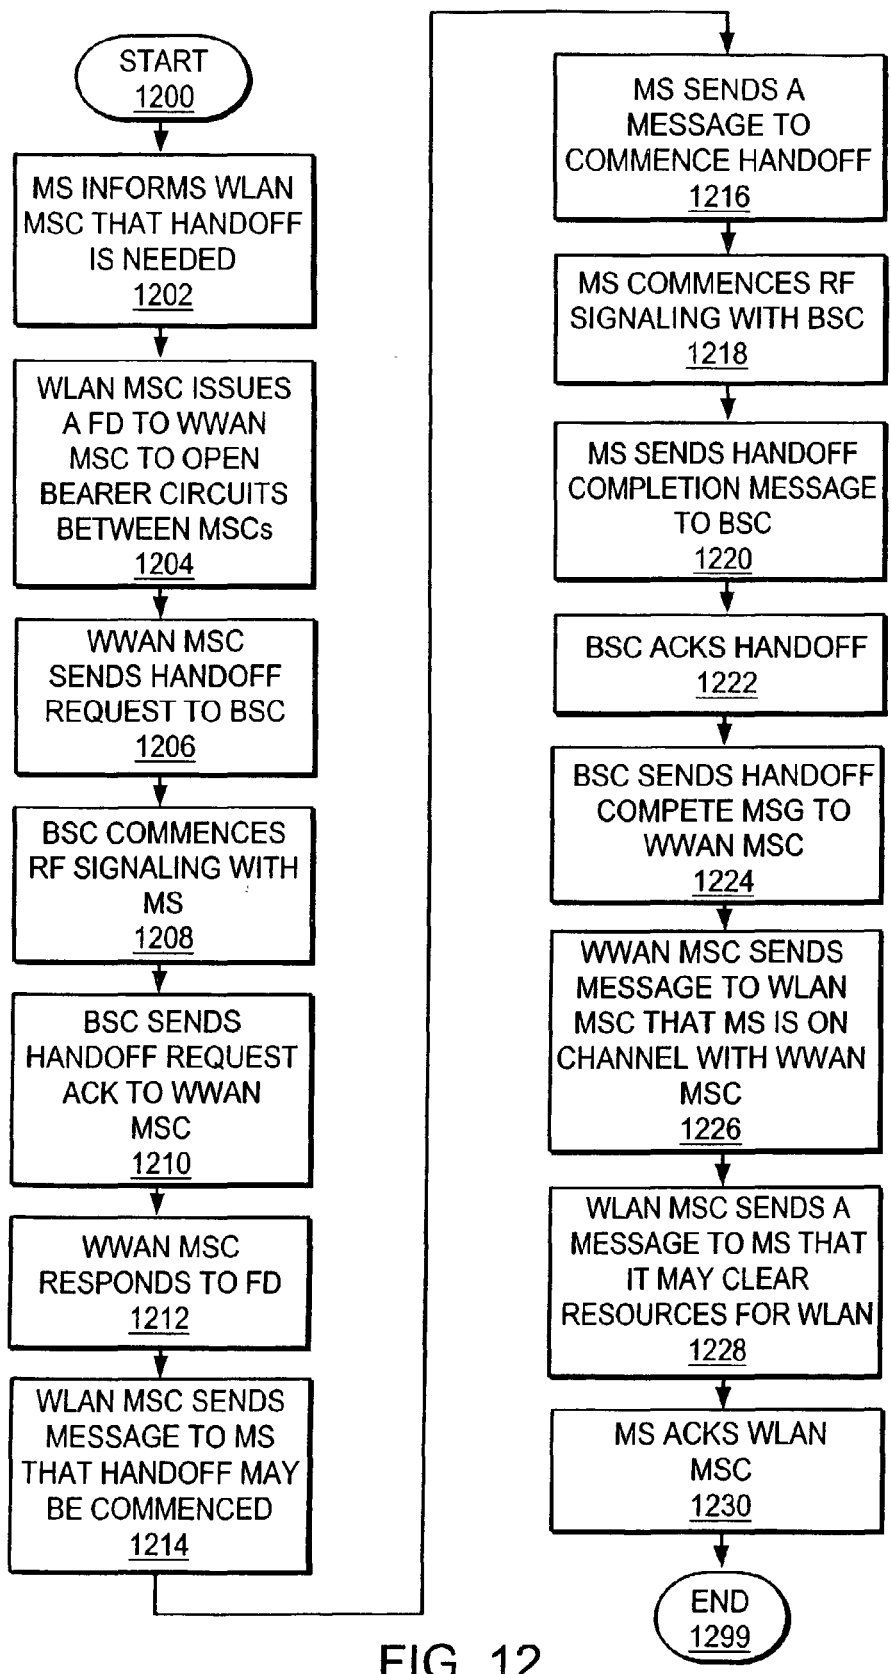 START
1200
MS INFORMS WLAN
MSC THAT HANDOFF
IS NEEDED
1202
WLAN MSC ISSUES
A FD TO WWAN
MSC TO OPEN
BEARER CIRCUITS
BETWEEN MSCs
1204
WWAN MSC
SENDS HANDOFF
REQUEST TO BSC
1206
BSC COMMENCES
RF SIGNALING WITH
MS
1208
BSC SENDS
HANDOFF REQUEST
ACK TO WWAN
MSC
1210
WWAN MSC
RESPONDS TO FD
1212
WLAN MSC SENDS
MESSAGE TO MS
THAT HANDOFF MAY
BE COMMENCED
1214
MS SENDS A
MESSAGE TO
COMMENCE HANDOFF
1216
MS COMMENCES RF
SIGNALING WITH BSC
1218
MS SENDS HANDOFF
COMPLETION MESSAGE
TO BSC
1220
BSC ACKS HANDOFF
1222
BSC SENDS HANDOFF
COMPETE MSG TO
WWAN MSC
1224
WWAN MSC SENDS
MESSAGE TO WLAN
MSC THAT MS IS ON
CHANNEL WITH WWAN
MSC
1226
WLAN MSC SENDS A
MESSAGE TO MS THAT
IT MAY CLEAR
RESOURCES FOR WLAN
1228
MS ACKS WLAN
MSC
1230
END
1299
FIG. 12